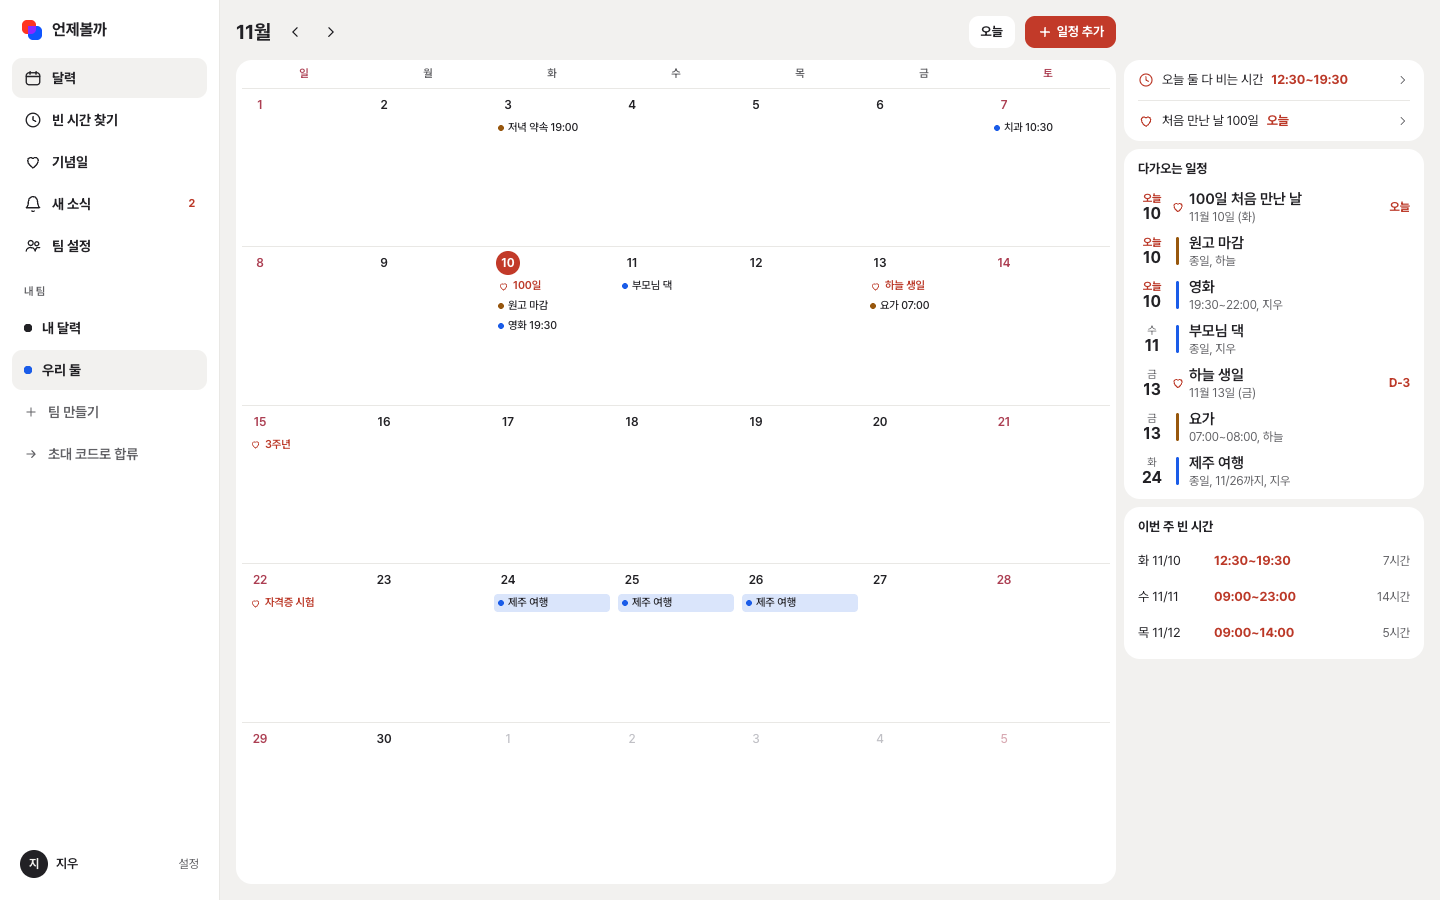 언제볼까
달력
빈 시간 찾기
기념일
새 소식 2
팀 설정
내 팀
내 달력
우리 둘
팀 만들기
초대 코드로 합류
지 지우 설정
11월
오늘 일정 추가
일 월 화 수 목 금 토
1 2 3 4 5 6 7
저녁 약속 19:00 치과 10:30
8 9 10 11 12 13 14
100일 부모님 댁 하늘 생일
원고 마감 요가 07:00
영화 19:30
15 16 17 18 19 20 21
3주년
22 23 24 25 26 27 28
자격증 시험 제주 여행 제주 여행 제주 여행
29 30 1 2 3 4 5
오늘 둘 다 비는 시간 12:30~19:30
처음 만난 날 100일 오늘
다가오는 일정
오늘 10 100일 처음 만난 날 오늘
11월 10일 (화)
오늘 10 원고 마감
종일, 하늘
오늘 10 영화
19:30~22:00, 지우
수 11 부모님 댁
종일, 지우
금 13 하늘 생일 D-3
11월 13일 (금)
금 13 요가
07:00~08:00, 하늘
화 24 제주 여행
종일, 11/26까지, 지우
이번 주 빈 시간
화 11/10 12:30~19:30 7시간
수 11/11 09:00~23:00 14시간
목 11/12 09:00~14:00 5시간